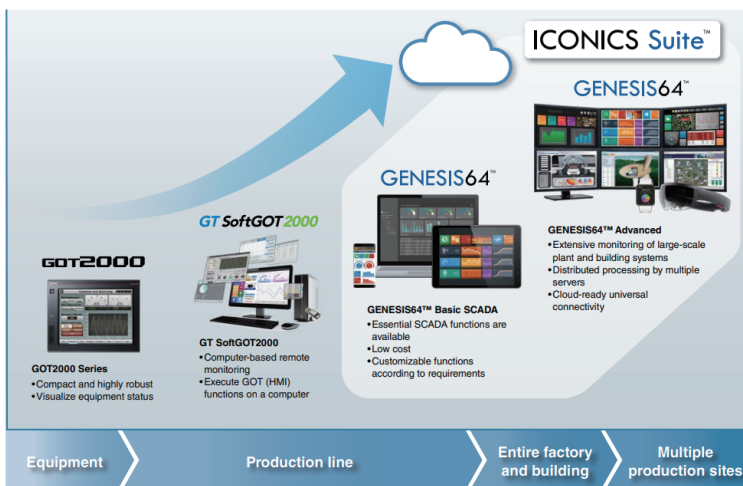 ICONICS Suite™
GENESIS64™
GENESIS64™
GT SoftGOT2000
GOT2000
GOT2000 Series
•Compact and highly robust
•Visualize equipment status
GT SoftGOT2000
•Computer-based remote
monitoring
•Execute GOT (HMI)
functions on a computer
GENESIS64™ Basic SCADA
•Essential SCADA functions are
available
•Low cost
•Customizable functions
according to requirements
GENESIS64™ Advanced
•Extensive monitoring of large-scale
plant and building systems
•Distributed processing by multiple
servers
•Cloud-ready universal
connectivity
Equipment
Production line
Entire factory
and building
Multiple
production sites